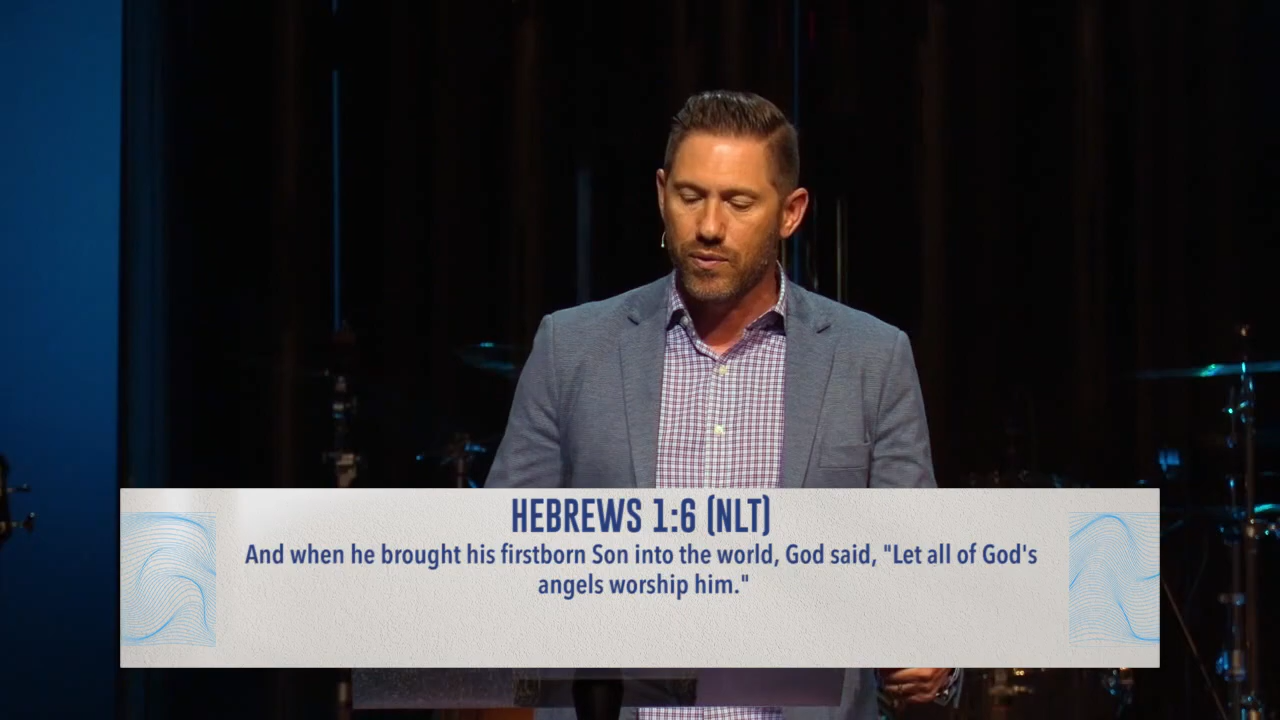 HEBREWS 1:6 (NLT)
And when he brought his firstborn Son into the world, God said, "Let all of God's
angels worship him."